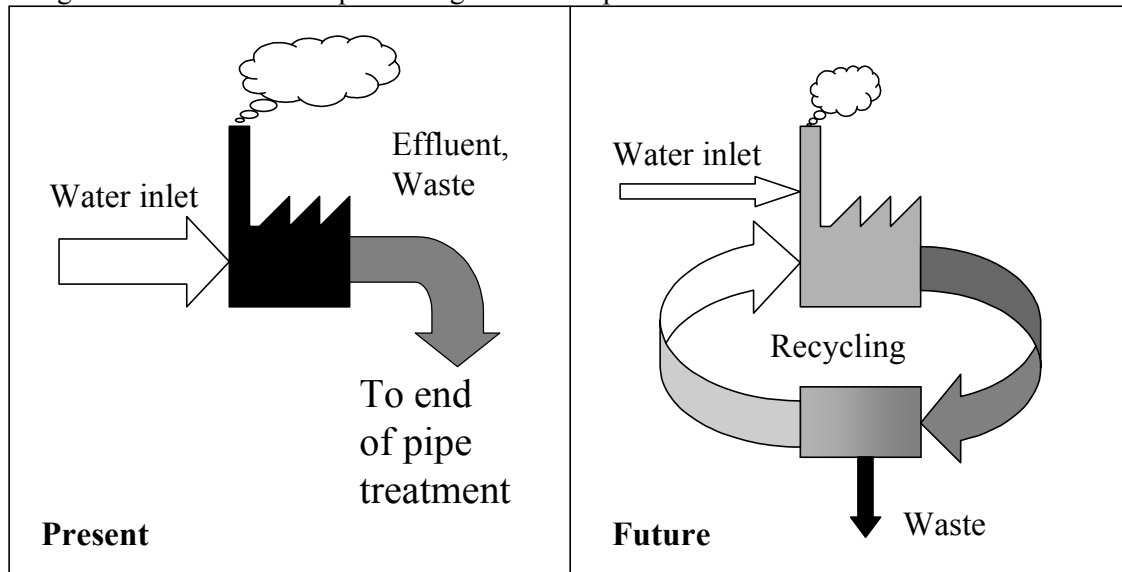 Water inlet
Effluent,
Waste
To end
of pipe
treatment
Present
Water inlet
Recycling
Waste
Future